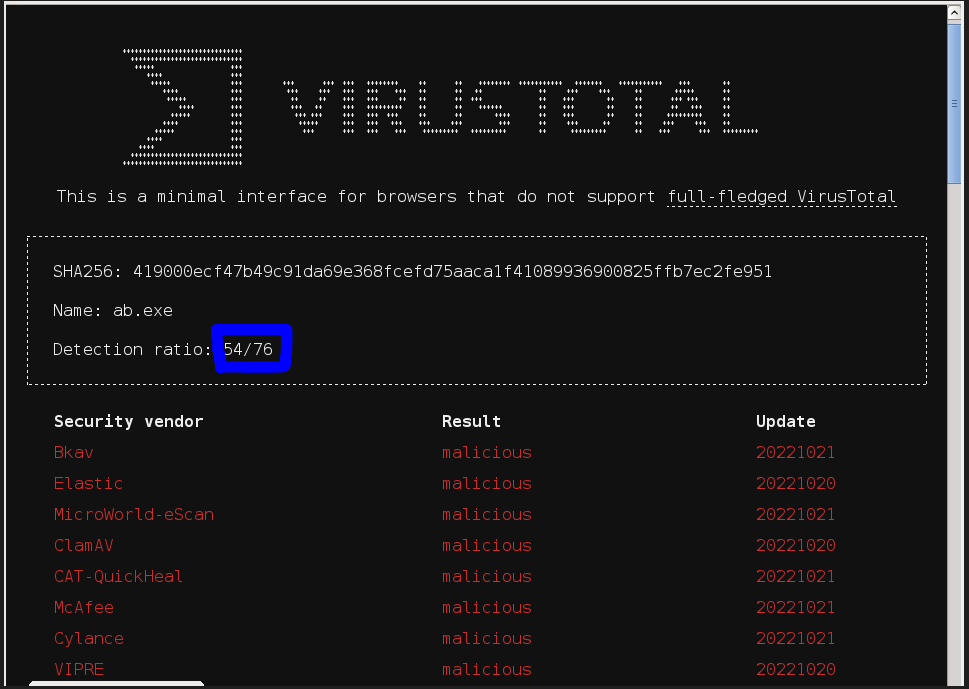 VIRUSTOTAL
This is a minimal interface for browsers that do not support full-fledged VirusTotal
SHA256: 419000ecf47b49c91da69e368fcefd75aaca1f41089936900825ffb7ec2fe951
Name: ab.exe
Detection ratio: 54/76
Security vendor Result Update
Bkav malicious 20221021
Elastic malicious 20221020
MicroWorld-eScan malicious 20221021
ClamAV malicious 20221020
CAT-QuickHeal malicious 20221021
McAfee malicious 20221021
Cylance malicious 20221021
VIPRE malicious 20221020